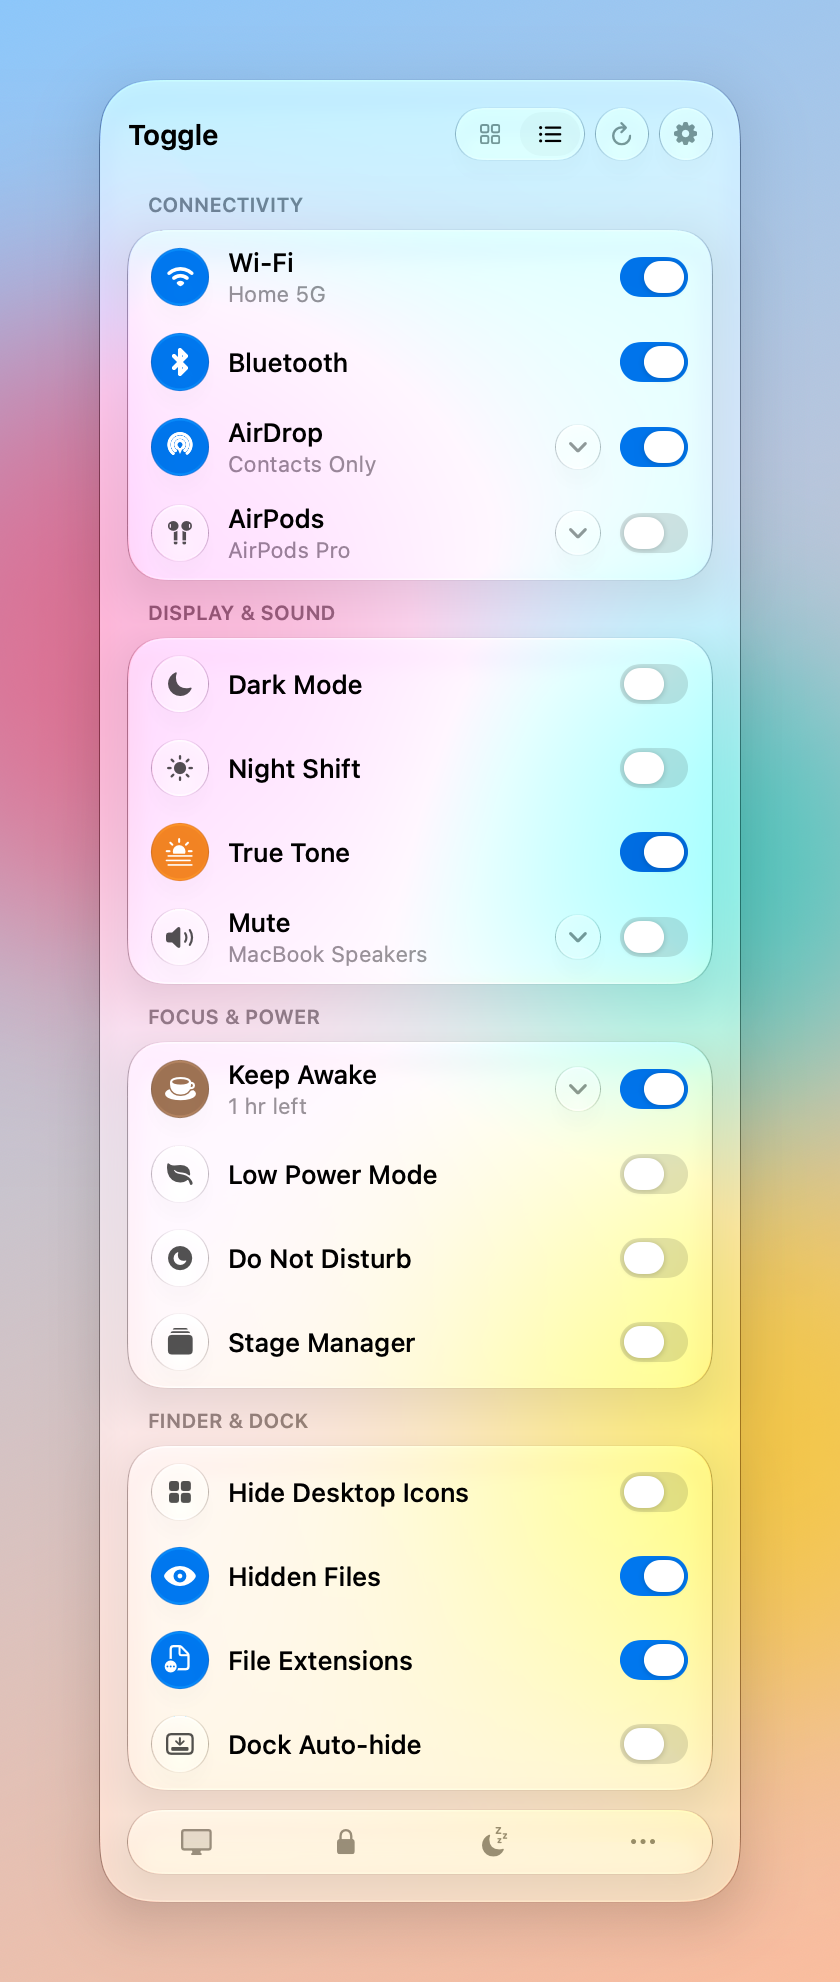 Toggle
CONNECTIVITY
Wi-Fi
Home 5G
Bluetooth
AirDrop
Contacts Only
AirPods
AirPods Pro
DISPLAY & SOUND
Dark Mode
Night Shift
True Tone
Mute
MacBook Speakers
FOCUS & POWER
Keep Awake
1 hr left
Low Power Mode
Do Not Disturb
Stage Manager
FINDER & DOCK
Hide Desktop Icons
Hidden Files
File Extensions
Dock Auto-hide